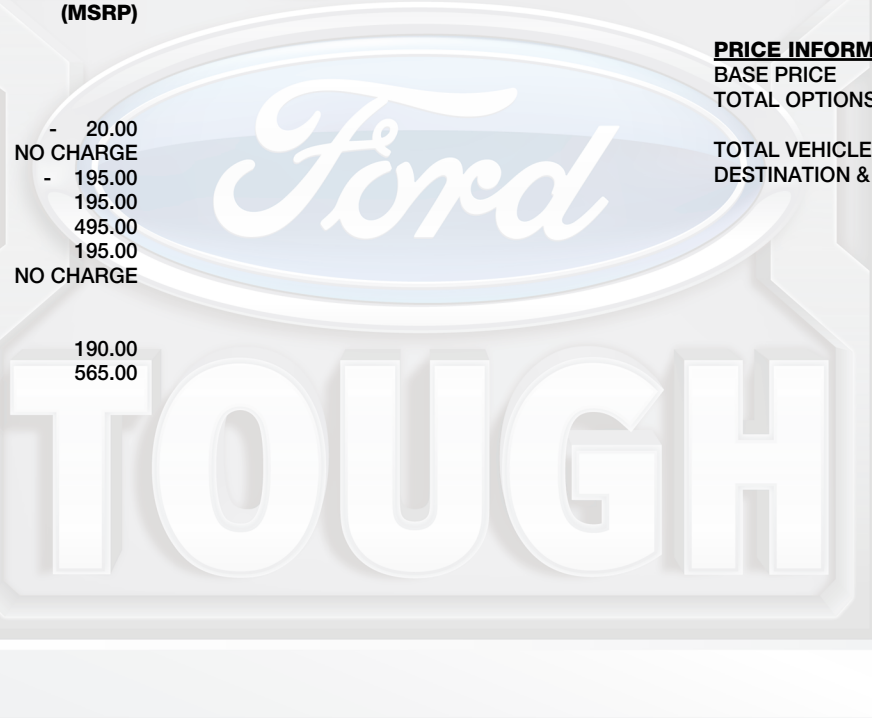 (MSRP)
- 20.00
NO CHARGE
- 195.00
195.00
495.00
195.00
NO CHARGE
190.00
565.00
PRICE INFORM
BASE PRICE
TOTAL OPTIONS
TOTAL VEHICLE
DESTINATION &
Ford
TOUGH